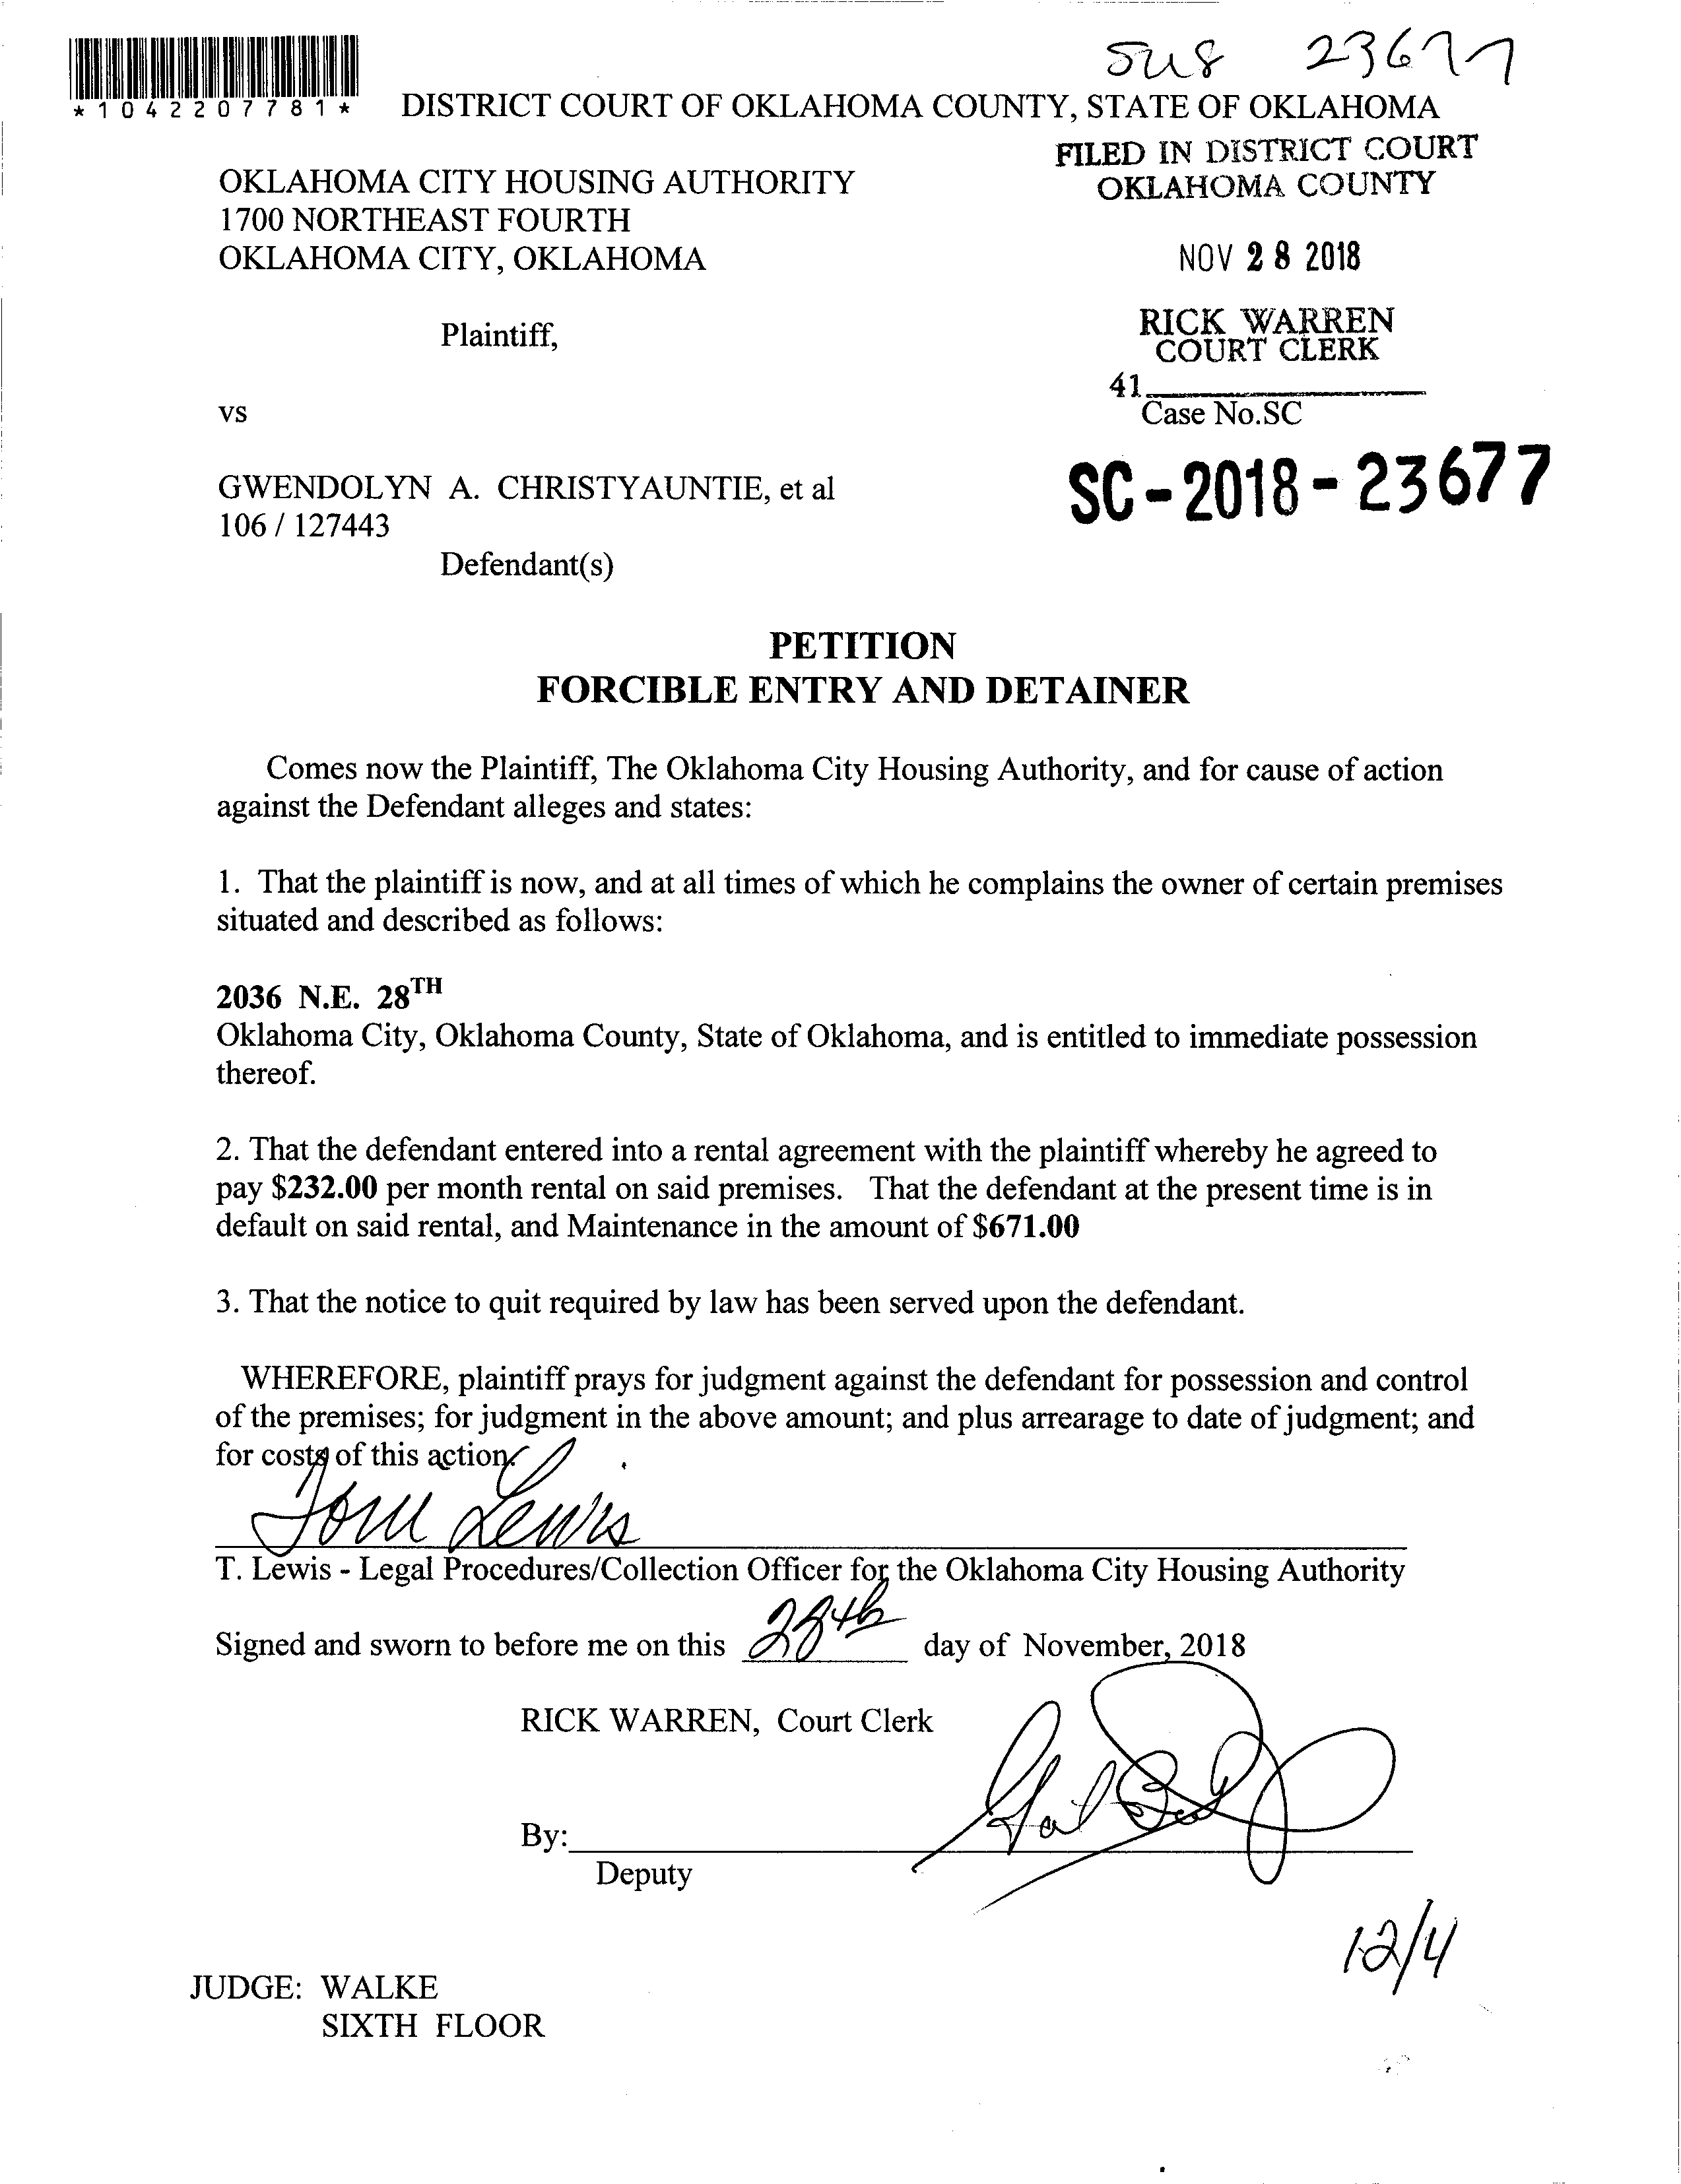 23677
*1042207781*
DISTRICT COURT OF OKLAHOMA COUNTY, STATE OF OKLAHOMA
FILED IN DISTRICT COURT
OKLAHOMA COUNTY
OKLAHOMA CITY HOUSING AUTHORITY
1700 NORTHEAST FOURTH
OKLAHOMA CITY, OKLAHOMA
NOV 28 2018
Plaintiff,
RICK WARREN
COURT CLERK
41
vs
Case No.SC
SC-2018-23677
GWENDOLYN A. CHRISTYAUNTIE, et al
106 / 127443
Defendant(s)
PETITION
FORCIBLE ENTRY AND DETAINER
Comes now the Plaintiff, The Oklahoma City Housing Authority, and for cause of action
against the Defendant alleges and states:
1. That the plaintiff is now, and at all times of which he complains the owner of certain premises
situated and described as follows:
2036 N.E. 28TH
Oklahoma City, Oklahoma County, State of Oklahoma, and is entitled to immediate possession
thereof.
2. That the defendant entered into a rental agreement with the plaintiff whereby he agreed to
pay $232.00 per month rental on said premises. That the defendant at the present time is in
default on said rental, and Maintenance in the amount of $671.00
3. That the notice to quit required by law has been served upon the defendant.
WHEREFORE, plaintiff prays for judgment against the defendant for possession and control
of the premises; for judgment in the above amount; and plus arrearage to date of judgment; and
for costs of this action.
Tom Lewis
T. Lewis - Legal Procedures/Collection Officer for the Oklahoma City Housing Authority
Signed and sworn to before me on this 28th day of November, 2018
RICK WARREN, Court Clerk
By:
Deputy
12/4
JUDGE: WALKE
SIXTH FLOOR